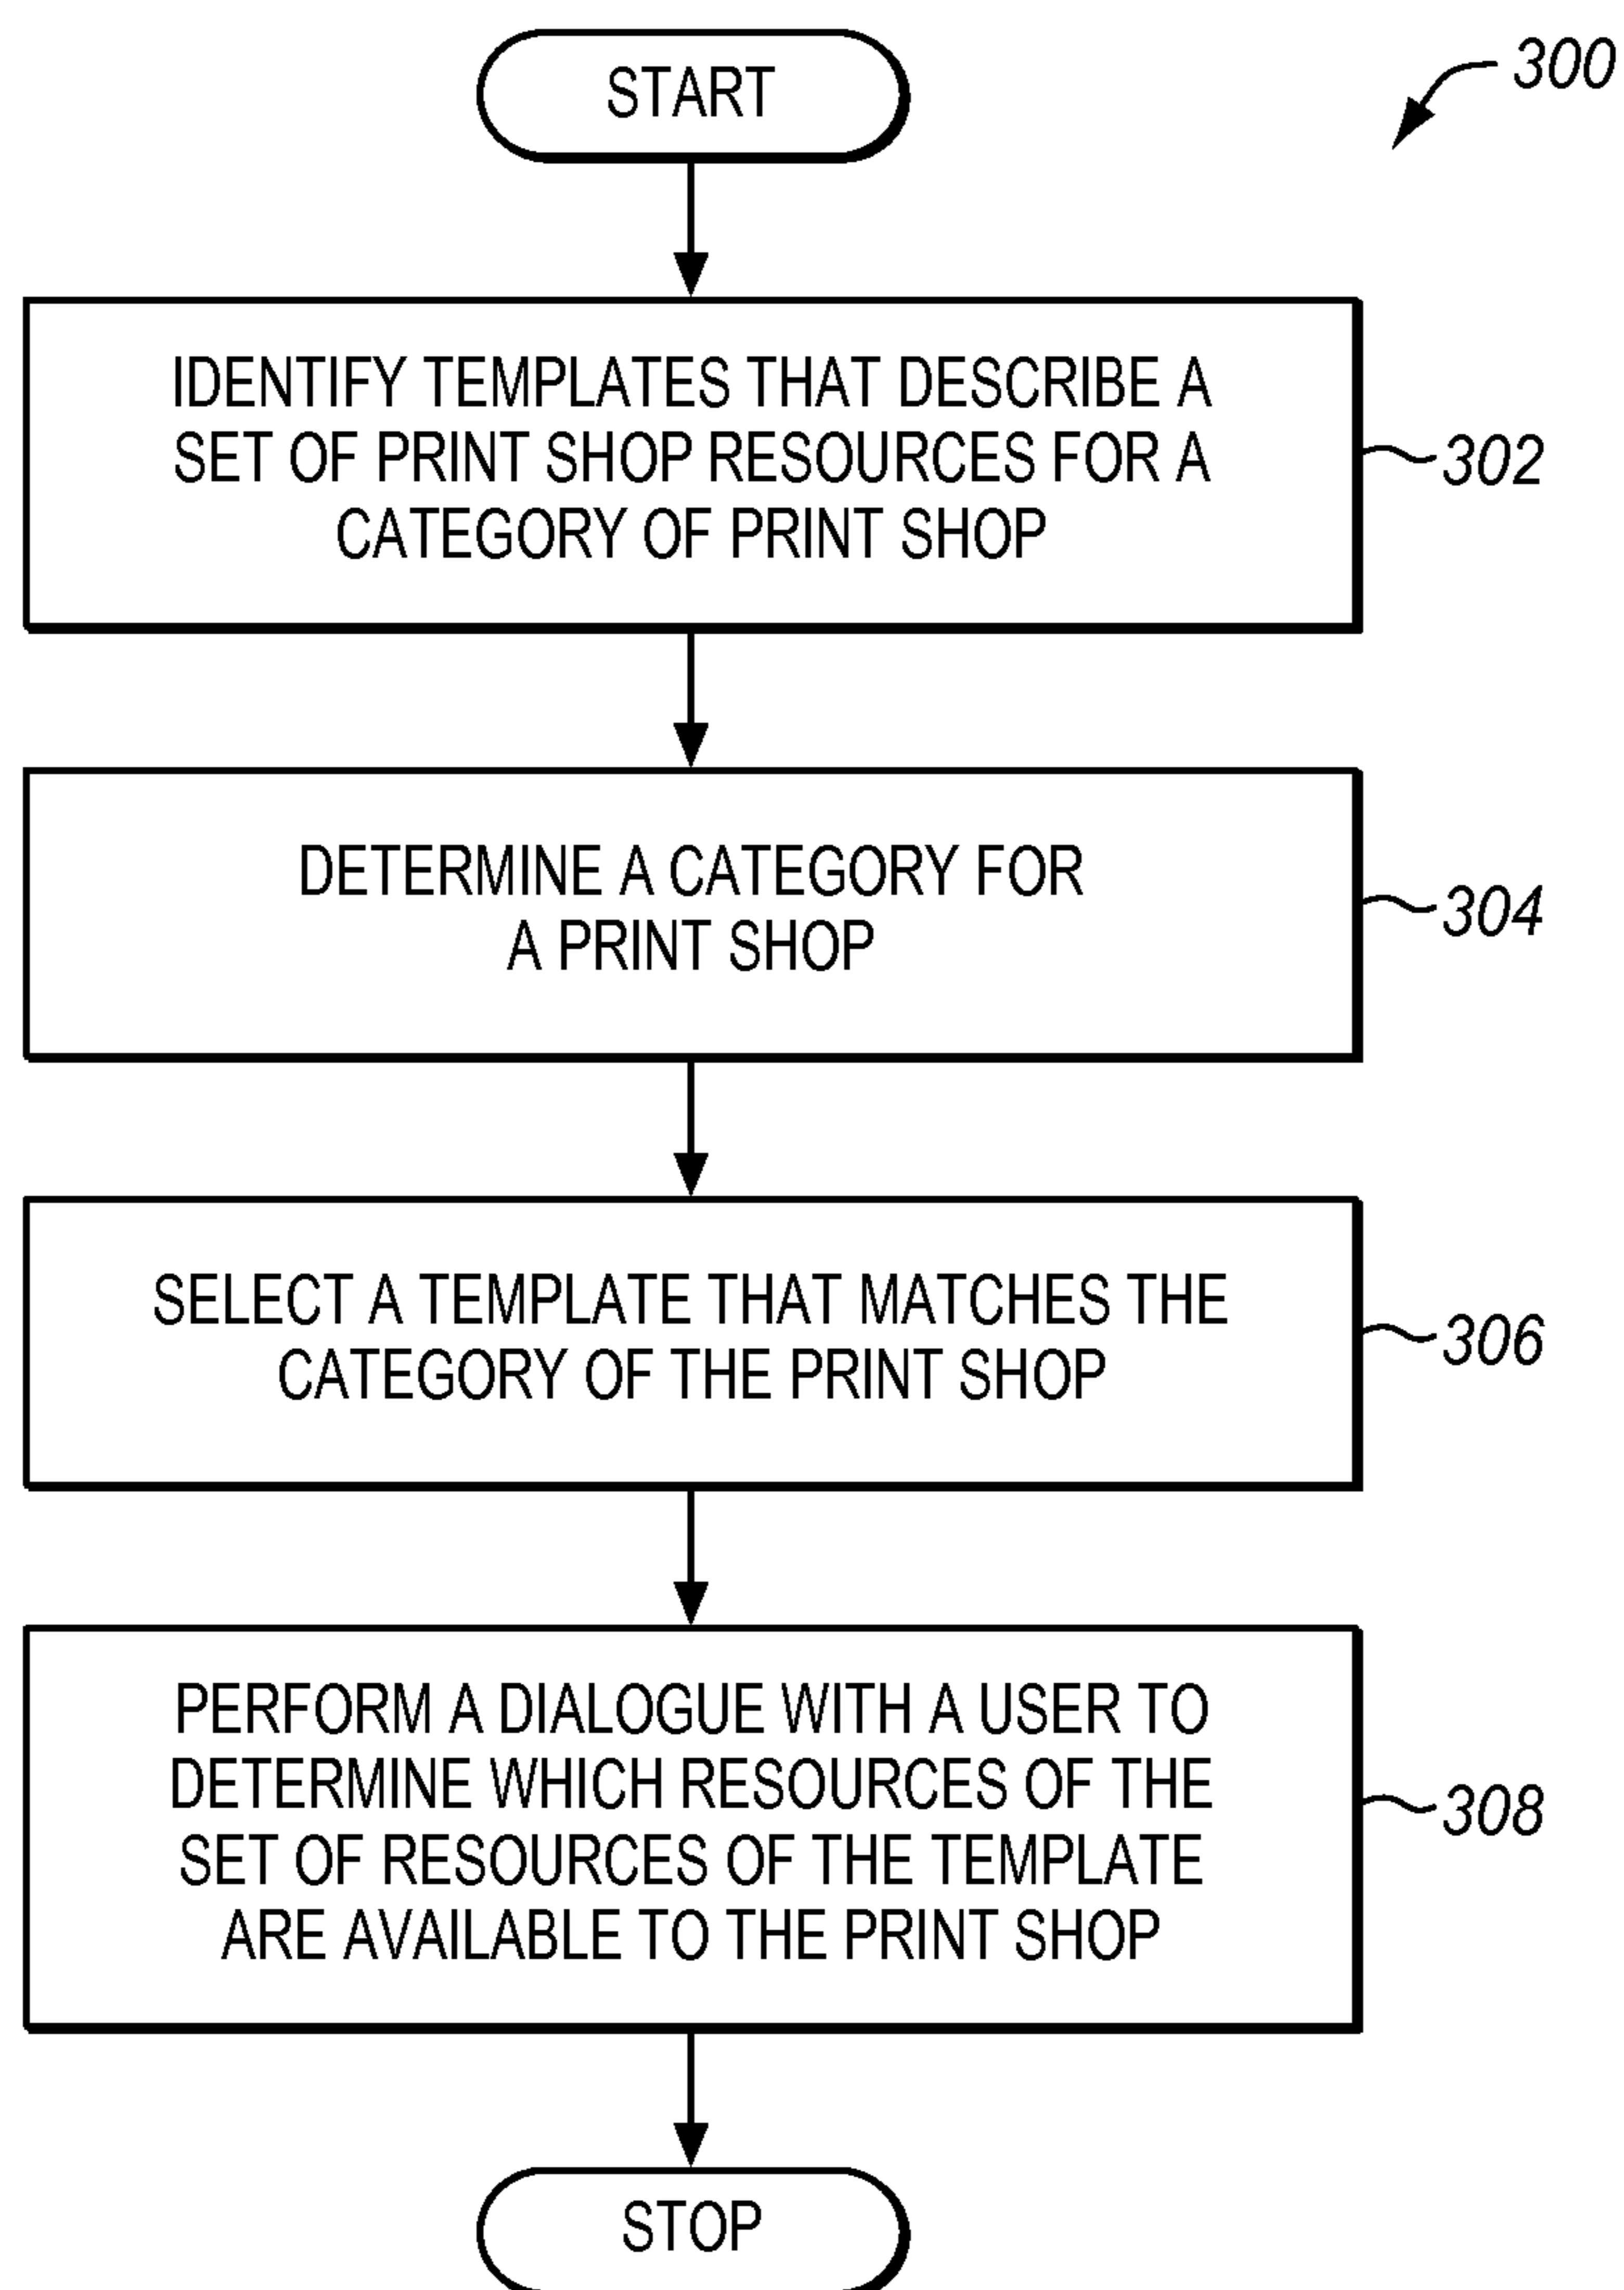 START
300
IDENTIFY TEMPLATES THAT DESCRIBE A
SET OF PRINT SHOP RESOURCES FOR A
CATEGORY OF PRINT SHOP
302
DETERMINE A CATEGORY FOR
A PRINT SHOP
304
SELECT A TEMPLATE THAT MATCHES THE
CATEGORY OF THE PRINT SHOP
306
PERFORM A DIALOGUE WITH A USER TO
DETERMINE WHICH RESOURCES OF THE
SET OF RESOURCES OF THE TEMPLATE
ARE AVAILABLE TO THE PRINT SHOP
308
STOP